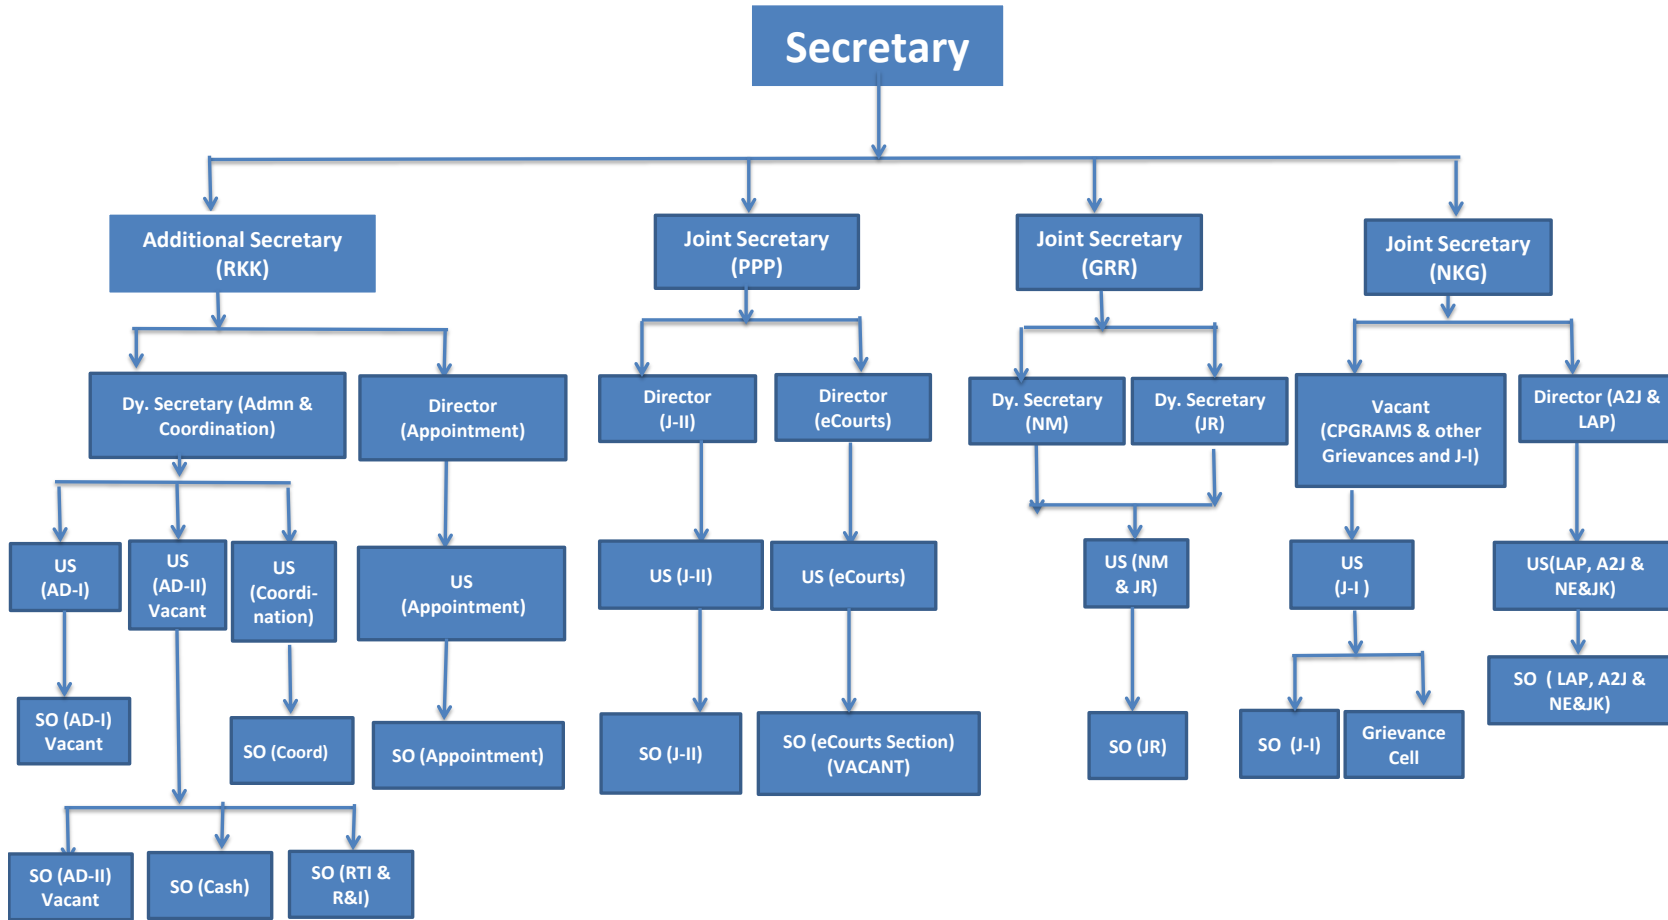 Secretary
Additional Secretary
(RKK)
Joint Secretary
(PPP)
Joint Secretary
(GRR)
Joint Secretary
(NKG)
Dy. Secretary (Admn &
Coordination)
Director
(Appointment)
Director
(J-II)
Director
(eCourts)
Dy. Secretary
(NM)
Dy. Secretary
(JR)
Vacant
(CPGRAMS & other
Grievances and J-I)
Director (A2J &
LAP)
US
(AD-I)
US
(AD-II)
Vacant
US
(Coordi-
nation)
US
(Appointment)
US (J-II)
US (eCourts)
US (NM
& JR)
US
(J-I )
US(LAP, A2J &
NE&JK)
SO (AD-I)
Vacant
SO (Coord)
SO (Appointment)
SO (J-II)
SO (eCourts Section)
(VACANT)
SO (JR)
SO (J-I)
Grievance
Cell
SO ( LAP, A2J &
NE&JK)
SO (AD-II)
Vacant
SO (Cash)
SO (RTI &
R&I)